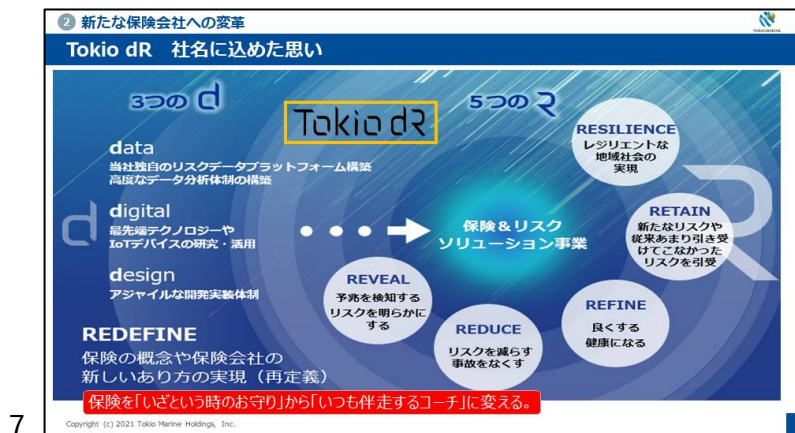 ② 新たな保険会社への変革
TOKIO MARINE
Tokio dR 社名に込めた思い
3つの d
Tokio dR
5つの R
data
当社独自のリスクデータプラットフォーム構築
高度なデータ分析体制の構築
digital
最先端テクノロジーや
IoTデバイスの研究・活用
design
アジャイルな開発実装体制
d
R
保険&リスク
ソリューション事業
RESILIENCE
レジリエントな
地域社会の
実現
RETAIN
新たなリスクや
従来あまり引き受
けてこなかった
リスクを引受
REFINE
良くする
健康になる
REDUCE
リスクを減らす
事故をなくす
REVEAL
予兆を検知する
リスクを明らかに
する
REDEFINE
保険の概念や保険会社の
新しいあり方の実現（再定義）
保険を「いざという時のお守り」から「いつも伴走するコーチ」に変える。
7
Copyright (c) 2021 Tokio Marine Holdings, Inc.